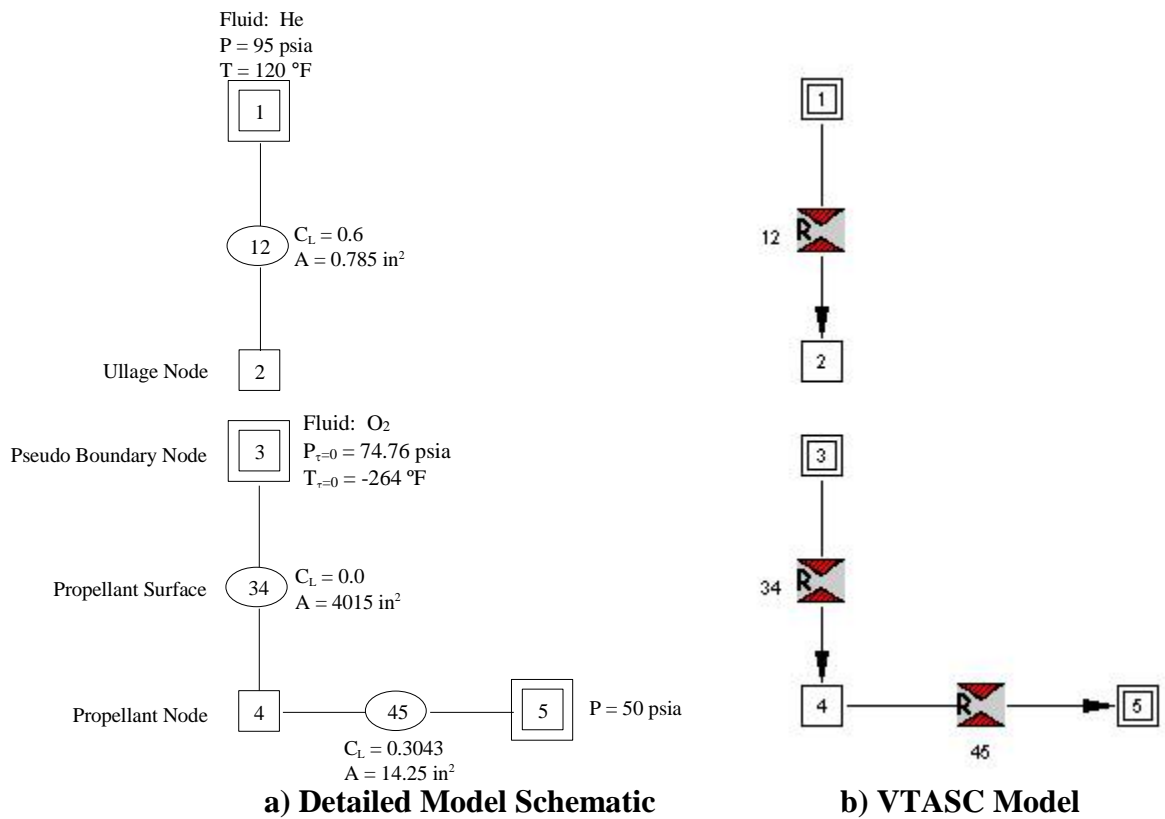 Fluid: He
P = 95 psia
T = 120 °F
1
12
C_L = 0.6
A = 0.785 in²
Ullage Node
2
Pseudo Boundary Node
3
Fluid: O₂
P_τ=0 = 74.76 psia
T_τ=0 = -264 ºF
Propellant Surface
34
C_L = 0.0
A = 4015 in²
Propellant Node
4
45
5
P = 50 psia
C_L = 0.3043
A = 14.25 in²
a) Detailed Model Schematic
1
12
R
2
3
34
R
4
R
5
45
b) VTASC Model